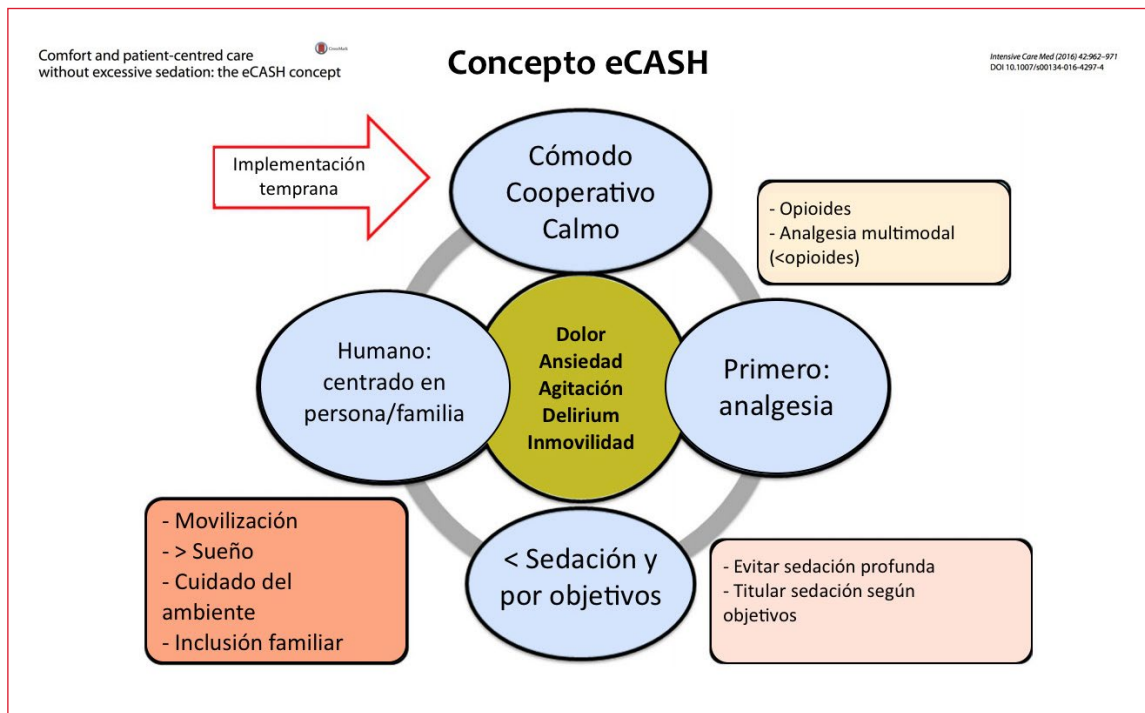 Comfort and patient-centred care
without excessive sedation: the eCASH concept
CrossMark
Concepto eCASH
Intensive Care Med (2016) 42:962–971
DOI 10.1007/s00134-016-4297-4
Implementación
temprana
Cómodo
Cooperativo
Calmo
- Opioides
- Analgesia multimodal
(<opioides)
Humano:
centrado en
persona/familia
Dolor
Ansiedad
Agitación
Delirium
Inmovilidad
Primero:
analgesia
- Movilización
- > Sueño
- Cuidado del
ambiente
- Inclusión familiar
< Sedación y
por objetivos
- Evitar sedación profunda
- Titular sedación según
objetivos